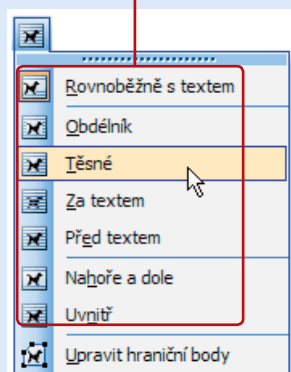 Rovnoběžně s textem
Obdélník
Těsné
Za textem
Před textem
Nahoře a dole
Uvnitř
Upravit hraniční body